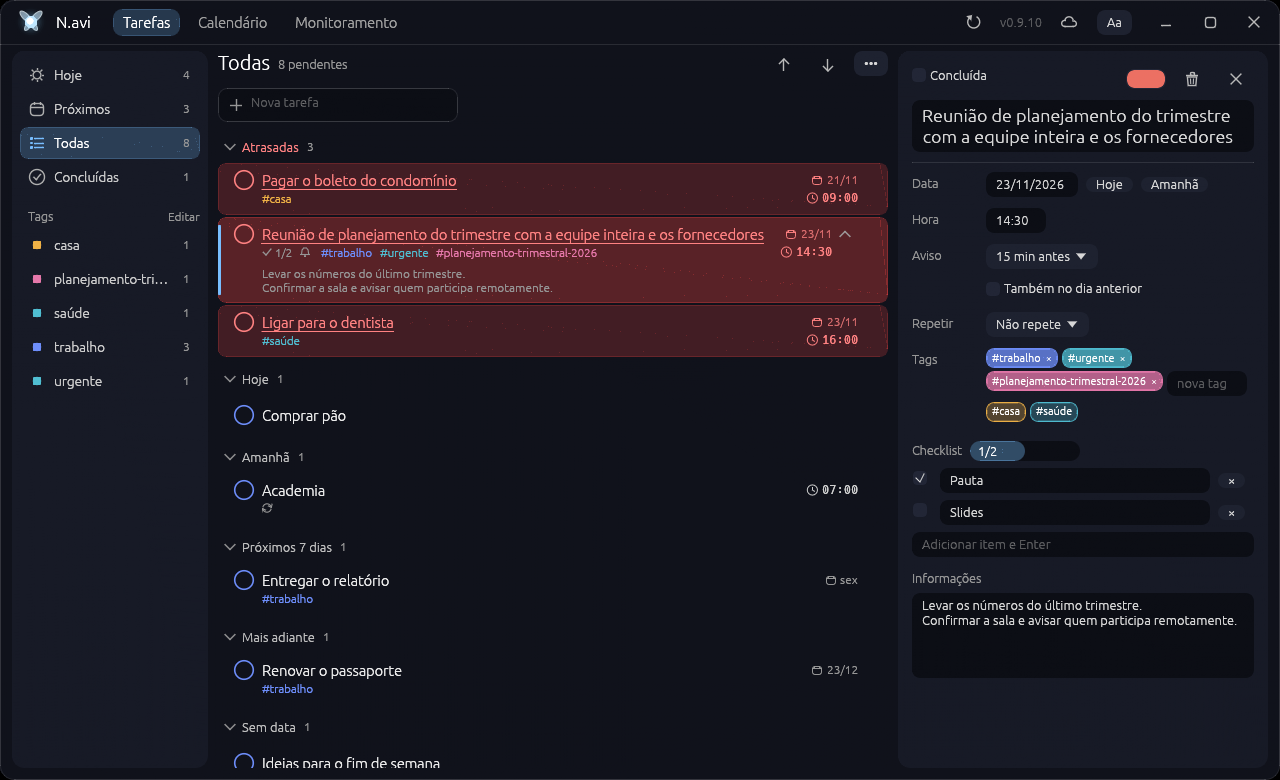 N.avi
Tarefas
Calendário
Monitoramento
v0.9.10
Aa
Hoje 4
Próximos 3
Todas 8
Concluídas 1
Tags Editar
casa 1
planejamento-tri... 1
saúde 1
trabalho 3
urgente 1
Todas 8 pendentes
Nova tarefa
Atrasadas 3
Pagar o boleto do condomínio 21/11
#casa 09:00
Reunião de planejamento do trimestre com a equipe inteira e os fornecedores 23/11
1/2 #trabalho #urgente #planejamento-trimestral-2026 14:30
Levar os números do último trimestre.
Confirmar a sala e avisar quem participa remotamente.
Ligar para o dentista 23/11
#saúde 16:00
Hoje 1
Comprar pão
Amanhã 1
Academia 07:00
Próximos 7 dias 1
Entregar o relatório sex
#trabalho
Mais adiante 1
Renovar o passaporte 23/12
#trabalho
Sem data 1
Ideias para o fim de semana
Concluída
Reunião de planejamento do trimestre
com a equipe inteira e os fornecedores
Data 23/11/2026 Hoje Amanhã
Hora 14:30
Aviso 15 min antes
Também no dia anterior
Repetir Não repete
Tags #trabalho × #urgente ×
#planejamento-trimestral-2026 × nova tag
#casa #saúde
Checklist 1/2
Pauta ×
Slides ×
Adicionar item e Enter
Informações
Levar os números do último trimestre.
Confirmar a sala e avisar quem participa remotamente.